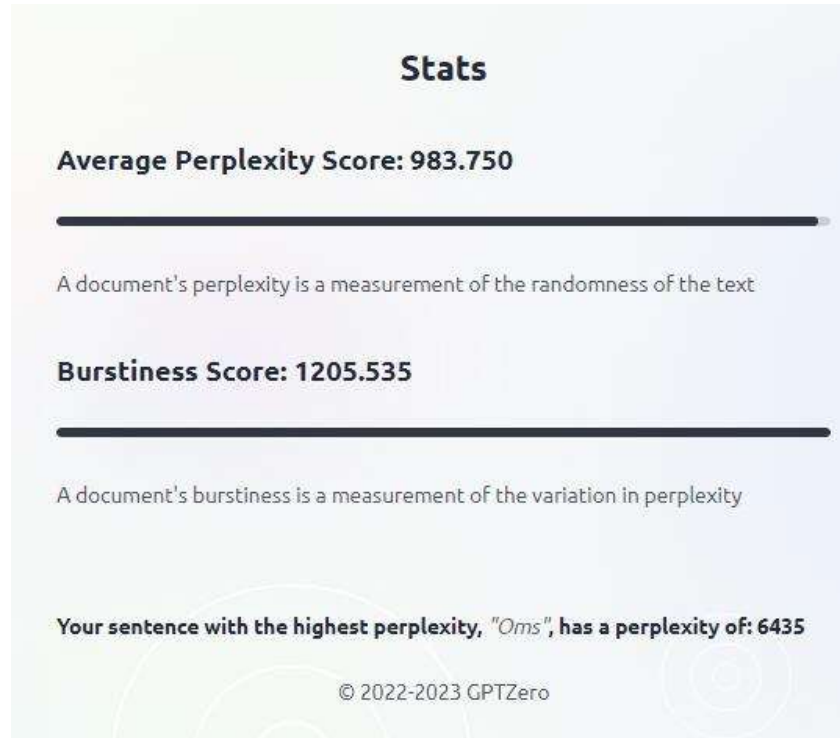 Stats
Average Perplexity Score: 983.750
A document's perplexity is a measurement of the randomness of the text
Burstiness Score: 1205.535
A document's burstiness is a measurement of the variation in perplexity
Your sentence with the highest perplexity, "Oms", has a perplexity of: 6435
© 2022-2023 GPTZero